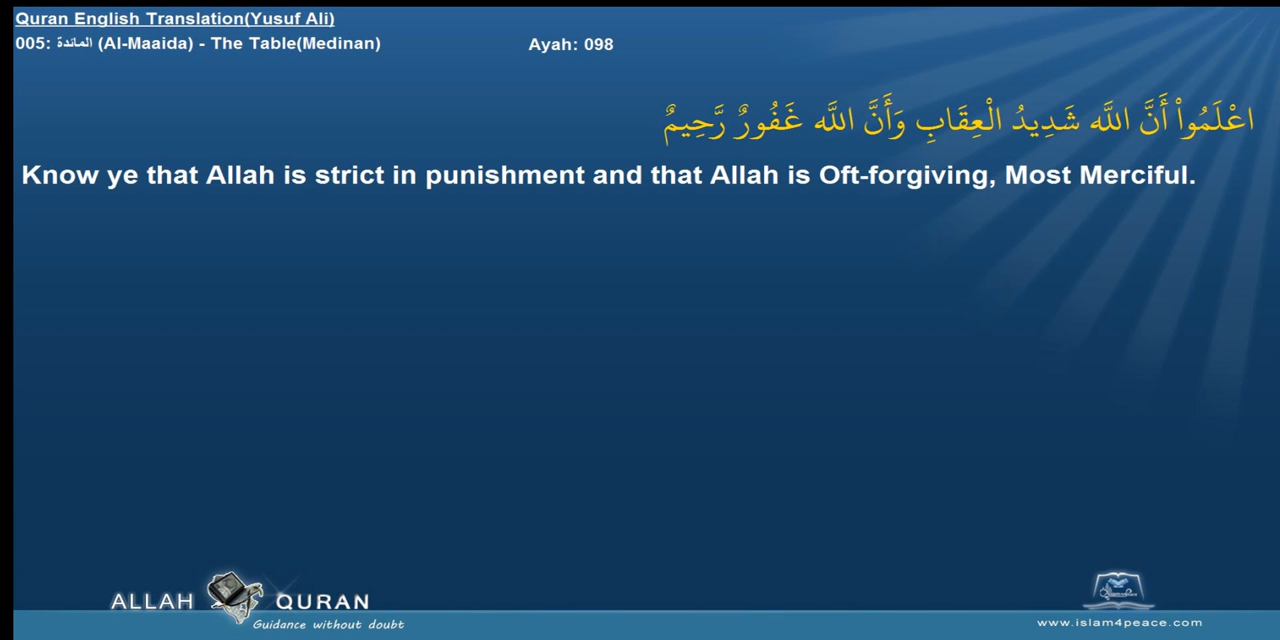 Quran English Translation(Yusuf Ali)
005: المائدة (Al-Maaida) - The Table(Medinan) Ayah: 098
اعْلَمُواْ أَنَّ اللَّه شَدِيدُ الْعِقَابِ وَأَنَّ اللَّه غَفُورٌ رَّحِيمٌ
Know ye that Allah is strict in punishment and that Allah is Oft-forgiving, Most Merciful.
ALLAH QURAN
Guidance without doubt
www.islam4peace.com